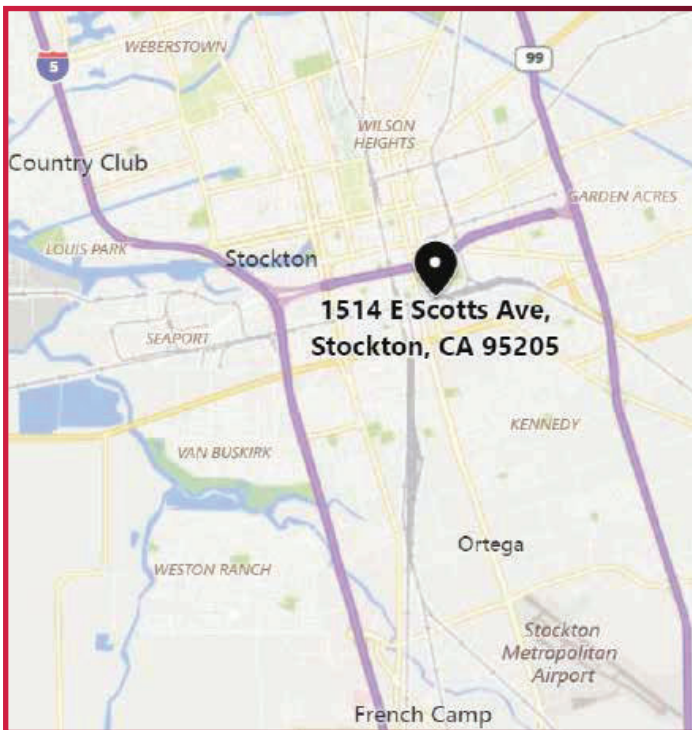 WEBERSTOWN
5
99
WILSON
HEIGHTS
Country Club
GARDEN ACRES
LOUIS PARK
Stockton
1514 E Scotts Ave,
Stockton, CA 95205
SEAPORT
KENNEDY
VAN BUSKIRK
Ortega
WESTON RANCH
Stockton
Metropolitan
Airport
French Camp